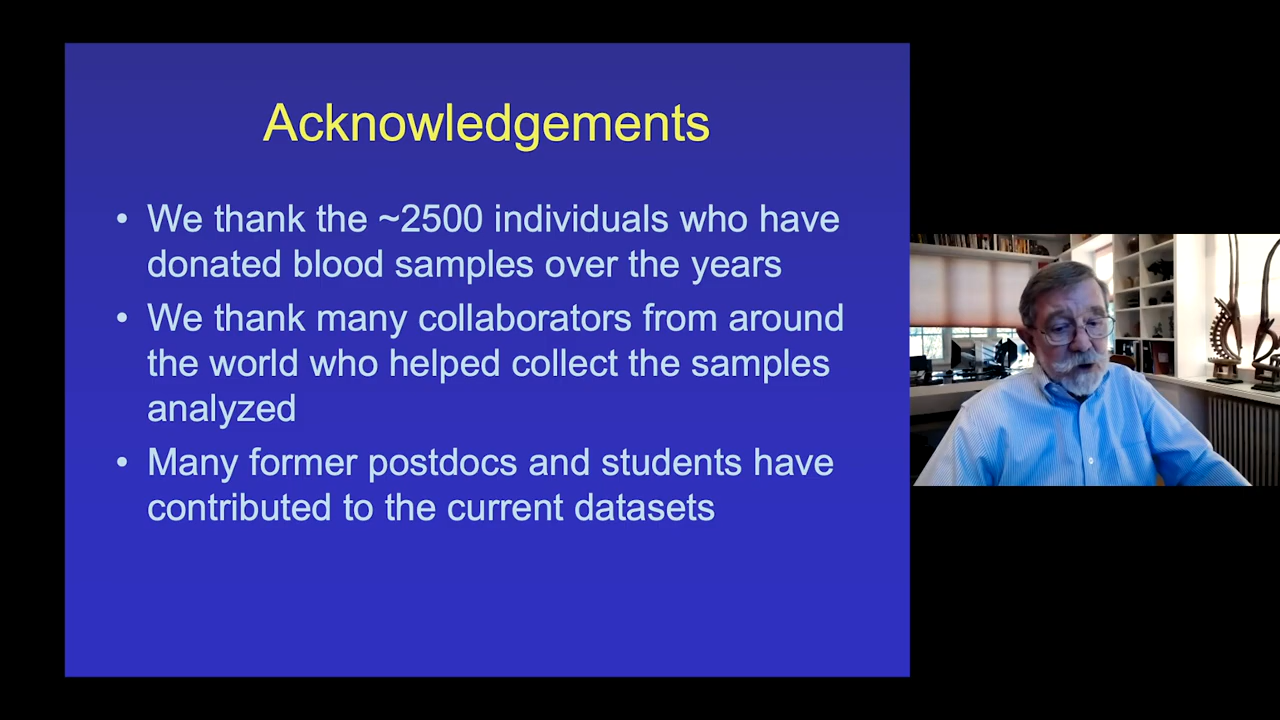 Acknowledgements
• We thank the ~2500 individuals who have
donated blood samples over the years
• We thank many collaborators from around
the world who helped collect the samples
analyzed
• Many former postdocs and students have
contributed to the current datasets